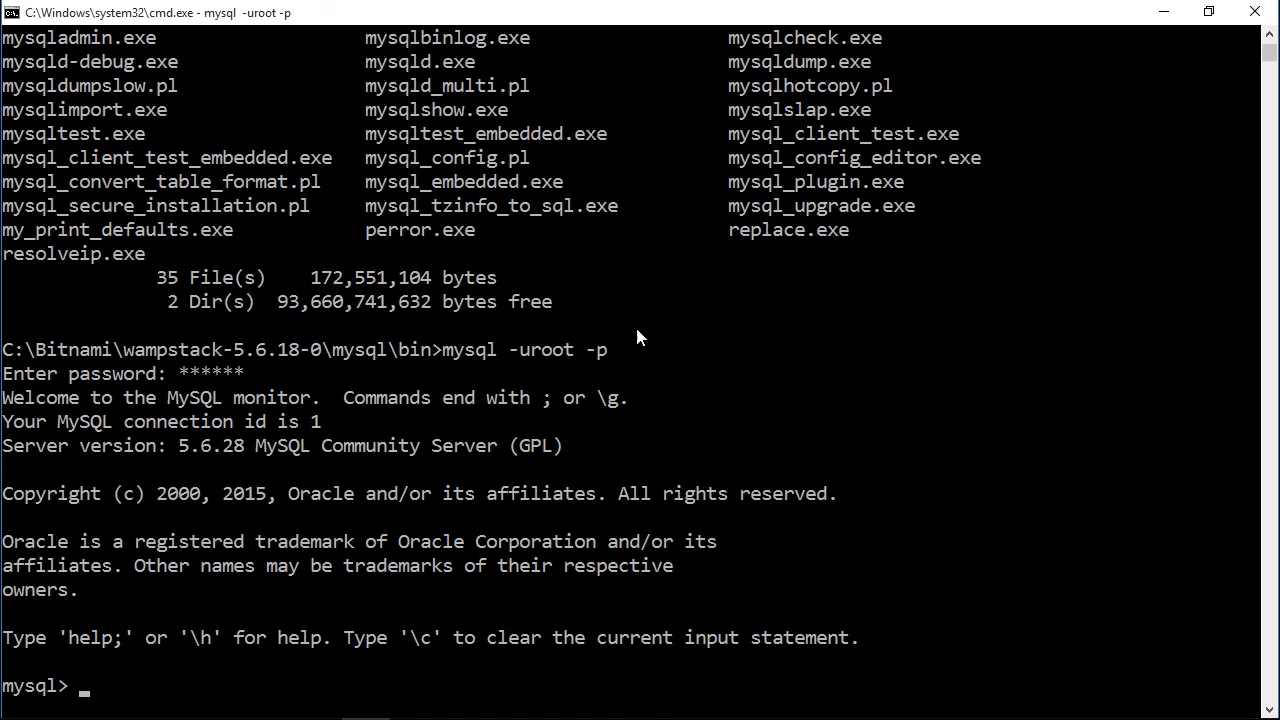 C:\Windows\system32\cmd.exe - mysql -uroot -p
mysqladmin.exe mysqlbinlog.exe mysqlcheck.exe
mysqld-debug.exe mysqld.exe mysqldump.exe
mysqldumpslow.pl mysqld_multi.pl mysqlhotcopy.pl
mysqlimport.exe mysqlshow.exe mysqlslap.exe
mysqltest.exe mysqltest_embedded.exe mysql_client_test.exe
mysql_client_test_embedded.exe mysql_config.pl mysql_config_editor.exe
mysql_convert_table_format.pl mysql_embedded.exe mysql_plugin.exe
mysql_secure_installation.pl mysql_tzinfo_to_sql.exe mysql_upgrade.exe
my_print_defaults.exe perror.exe replace.exe
resolveip.exe
35 File(s) 172,551,104 bytes
2 Dir(s) 93,660,741,632 bytes free
C:\Bitnami\wampstack-5.6.18-0\mysql\bin>mysql -uroot -p
Enter password: ******
Welcome to the MySQL monitor. Commands end with ; or \g.
Your MySQL connection id is 1
Server version: 5.6.28 MySQL Community Server (GPL)
Copyright (c) 2000, 2015, Oracle and/or its affiliates. All rights reserved.
Oracle is a registered trademark of Oracle Corporation and/or its
affiliates. Other names may be trademarks of their respective
owners.
Type 'help;' or '\h' for help. Type '\c' to clear the current input statement.
mysql>